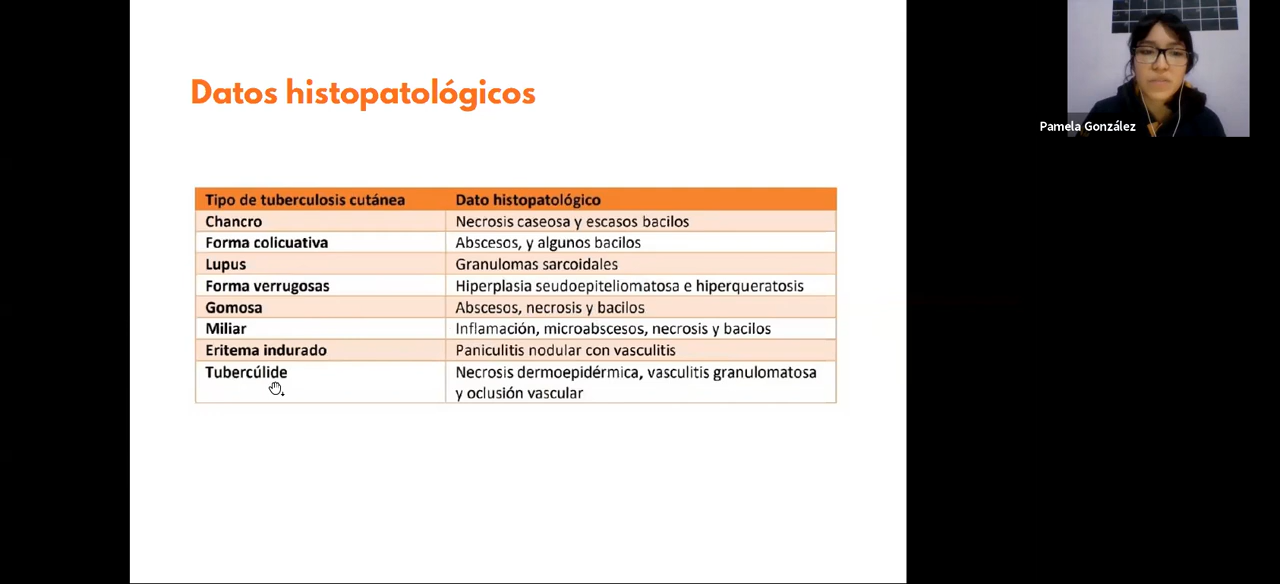 Datos histopatológicos
Pamela González
Tipo de tuberculosis cutánea Dato histopatológico
Chancro Necrosis caseosa y escasos bacilos
Forma colicuativa Abscesos, y algunos bacilos
Lupus Granulomas sarcoidales
Forma verrugosas Hiperplasia seudoepiteliomatosa e hiperqueratosis
Gomosa Abscesos, necrosis y bacilos
Miliar Inflamación, microabscesos, necrosis y bacilos
Eritema indurado Paniculitis nodular con vasculitis
Tubercúlide Necrosis dermoepidérmica, vasculitis granulomatosa
y oclusión vascular